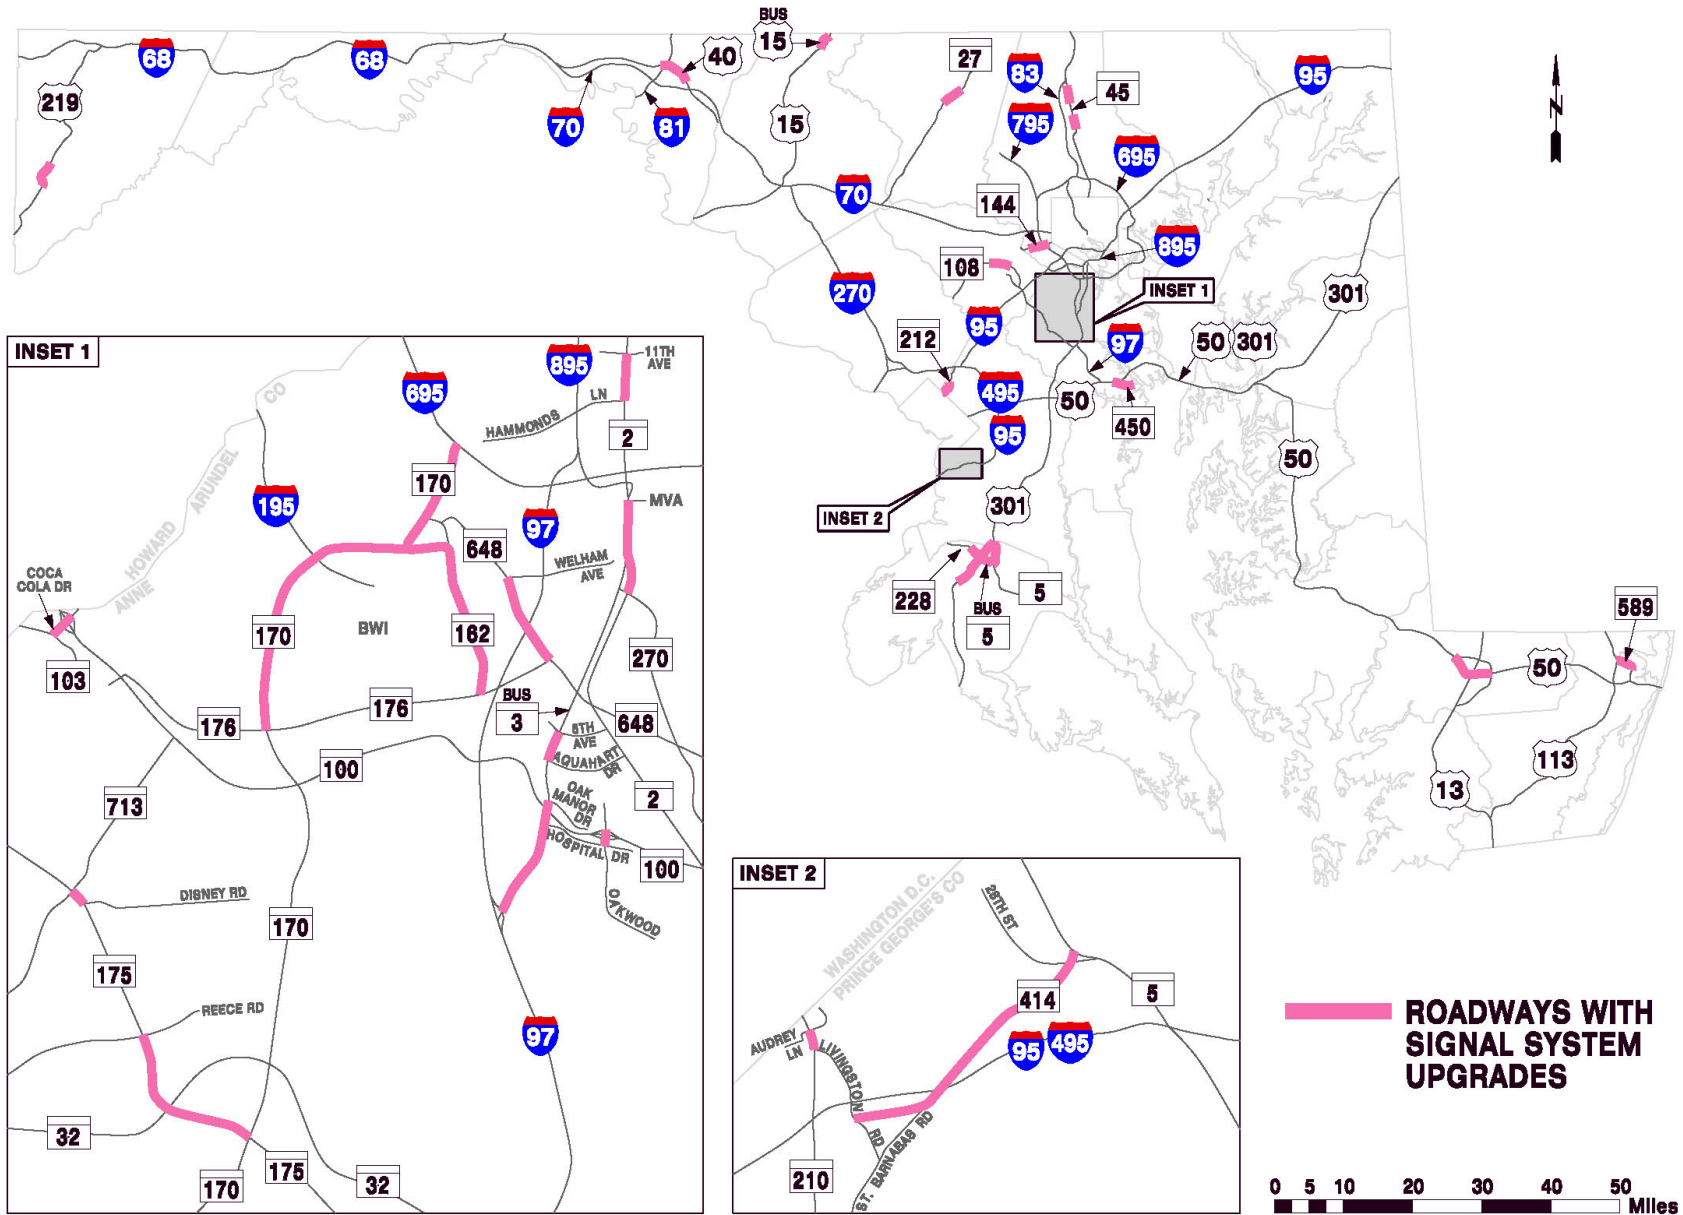 BUS
15
40
27
83
45
95
68
68
219
70
81
15
795
695
N
70
144
895
108
270
INSET 1
301
95
97
50 301
212
495
50
450
95
50
301
INSET 2
228
BUS
5
5
589
50
113
13
INSET 1
895
11TH
AVE
695
CO
HAMMONDS LN
2
HOWARD
ARUNDEL
ANNE
170
195
MVA
97
648
WELHAM
AVE
COCA
COLA DR
170
BWI
162
270
103
176
176
BUS
3
648
8TH
AVE
AQUAHART
DR
100
OAK
MANOR
DR
2
713
HOSPITAL DR
100
DISNEY RD
OAKWOOD
170
175
REECE RD
97
32
175
170
32
INSET 2
WASHINGTON D.C.
PRINCE GEORGE'S CO
28TH ST
414
5
AUDREY
LN
LIVINGSTON
RD
95
495
ST. BARNABAS RD
210
ROADWAYS WITH
SIGNAL SYSTEM
UPGRADES
0 5 10 20 30 40 50
Miles